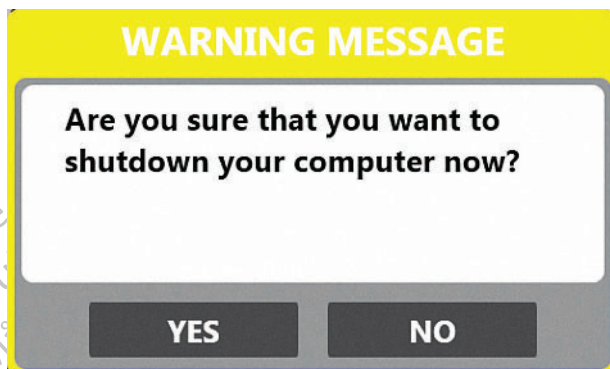 WARNING MESSAGE
Are you sure that you want to
shutdown your computer now?
YES
NO